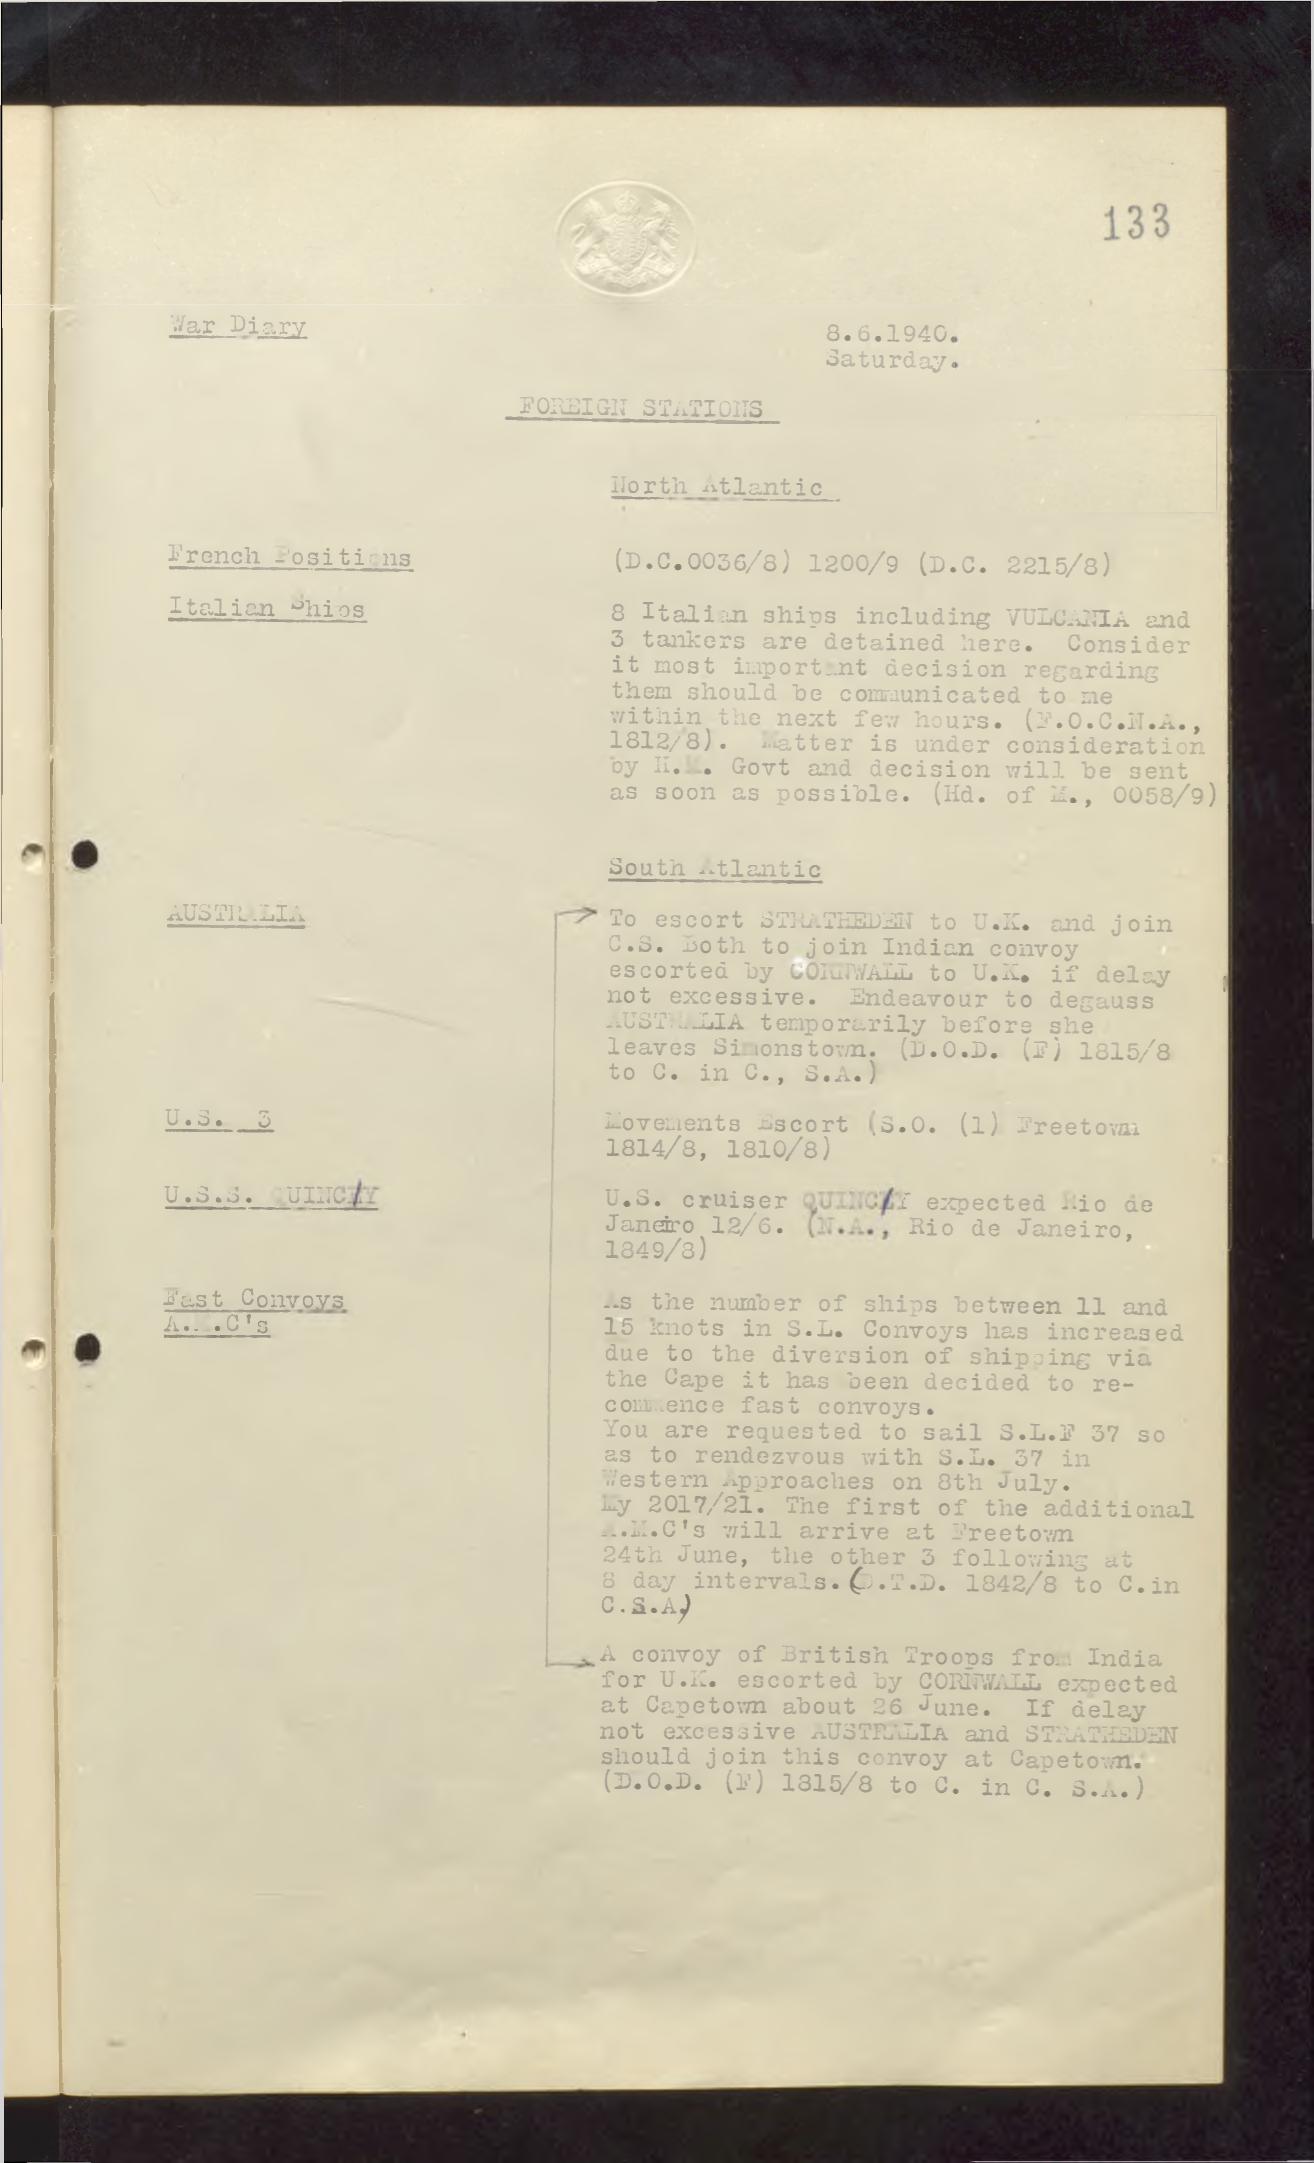 133
War Diary
8.6.1940.
Saturday.
FOREIGN STATIONS
North Atlantic
French Positions
(D.C.0036/8) 1200/9 (D.C. 2215/8)
Italian Ships
8 Italian ships including VULCANIA and
3 tankers are detained here. Consider
it most important decision regarding
them should be communicated to me
within the next few hours. (F.O.C.N.A.,
1812/8). Matter is under consideration
by H.M. Govt and decision will be sent
as soon as possible. (Hd. of M., 0058/9)
South Atlantic
AUSTRALIA
To escort STRATHEDEN to U.K. and join
C.S. Both to join Indian convoy
escorted by CORNWALL to U.K. if delay
not excessive. Endeavour to degauss
AUSTRALIA temporarily before she
leaves Simonstown. (D.O.D. (F) 1815/8
to C. in C., S.A.)
U.S. 3
Movements Escort (S.O. (1) Freetown
1814/8, 1810/8)
U.S.S. QUINCY
U.S. cruiser QUINCY expected Rio de
Janeiro 12/6. (N.A., Rio de Janeiro,
1849/8)
Fast Convoys
A.M.C's
As the number of ships between 11 and
15 knots in S.L. Convoys has increased
due to the diversion of shipping via
the Cape it has been decided to re-
commence fast convoys.
You are requested to sail S.L.F 37 so
as to rendezvous with S.L. 37 in
Western Approaches on 8th July.
My 2017/21. The first of the additional
A.M.C's will arrive at Freetown
24th June, the other 3 following at
8 day intervals. (D.T.D. 1842/8 to C.in
C.S.A)
A convoy of British Troops from India
for U.K. escorted by CORNWALL expected
at Capetown about 26 June. If delay
not excessive AUSTRALIA and STRATHEDEN
should join this convoy at Capetown.
(D.O.D. (F) 1815/8 to C. in C. S.A.)